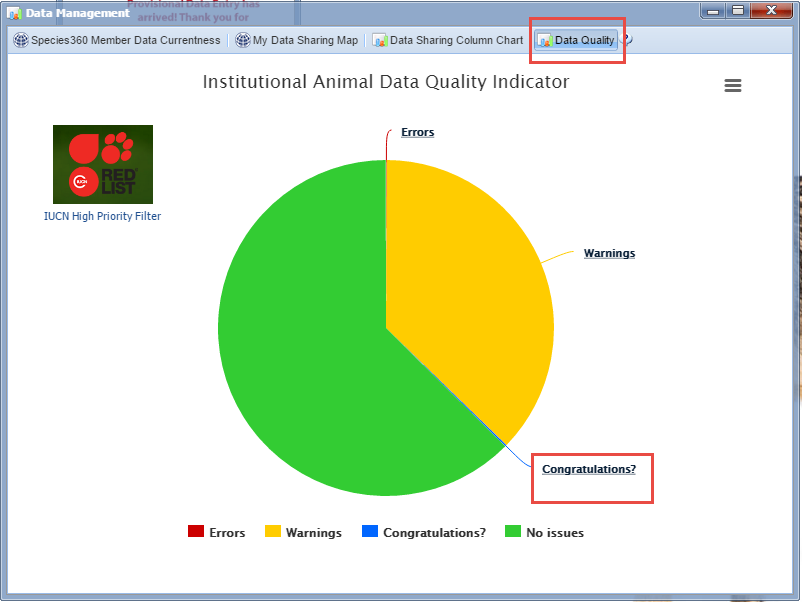 Provisional Data Entry has
Data Management
arrived! Thank you for
Species360 Member Data Currentness
My Data Sharing Map
Data Sharing Column Chart
Data Quality
?
Institutional Animal Data Quality Indicator
Errors
IUCN
RED
LIST
IUCN High Priority Filter
Warnings
Congratulations?
Errors
Warnings
Congratulations?
No issues